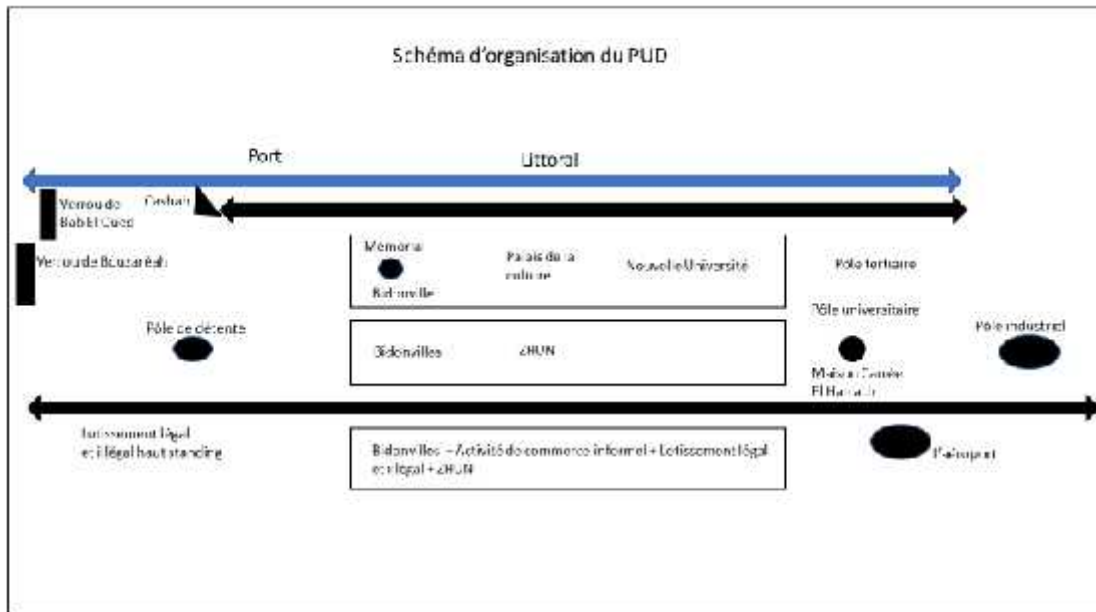 Schéma d'organisation du PUD
Port
Littoral
Casbah
Verrou de
Bab El Oued
Verrou de Bouzaréah
Mémorial
Bidonville
Palais de la
culture
Nouvelle Université
Pôle tertiaire
Pôle universitaire
Pôle de détente
Bidonvilles
ZHUN
Maison Carrée
El Harrach
Pôle industriel
Lotissement légal
et illégal haut standing
Bidonvilles + Activité de commerce informel + Lotissement légal
et illégal + ZHUN
L'aéroport